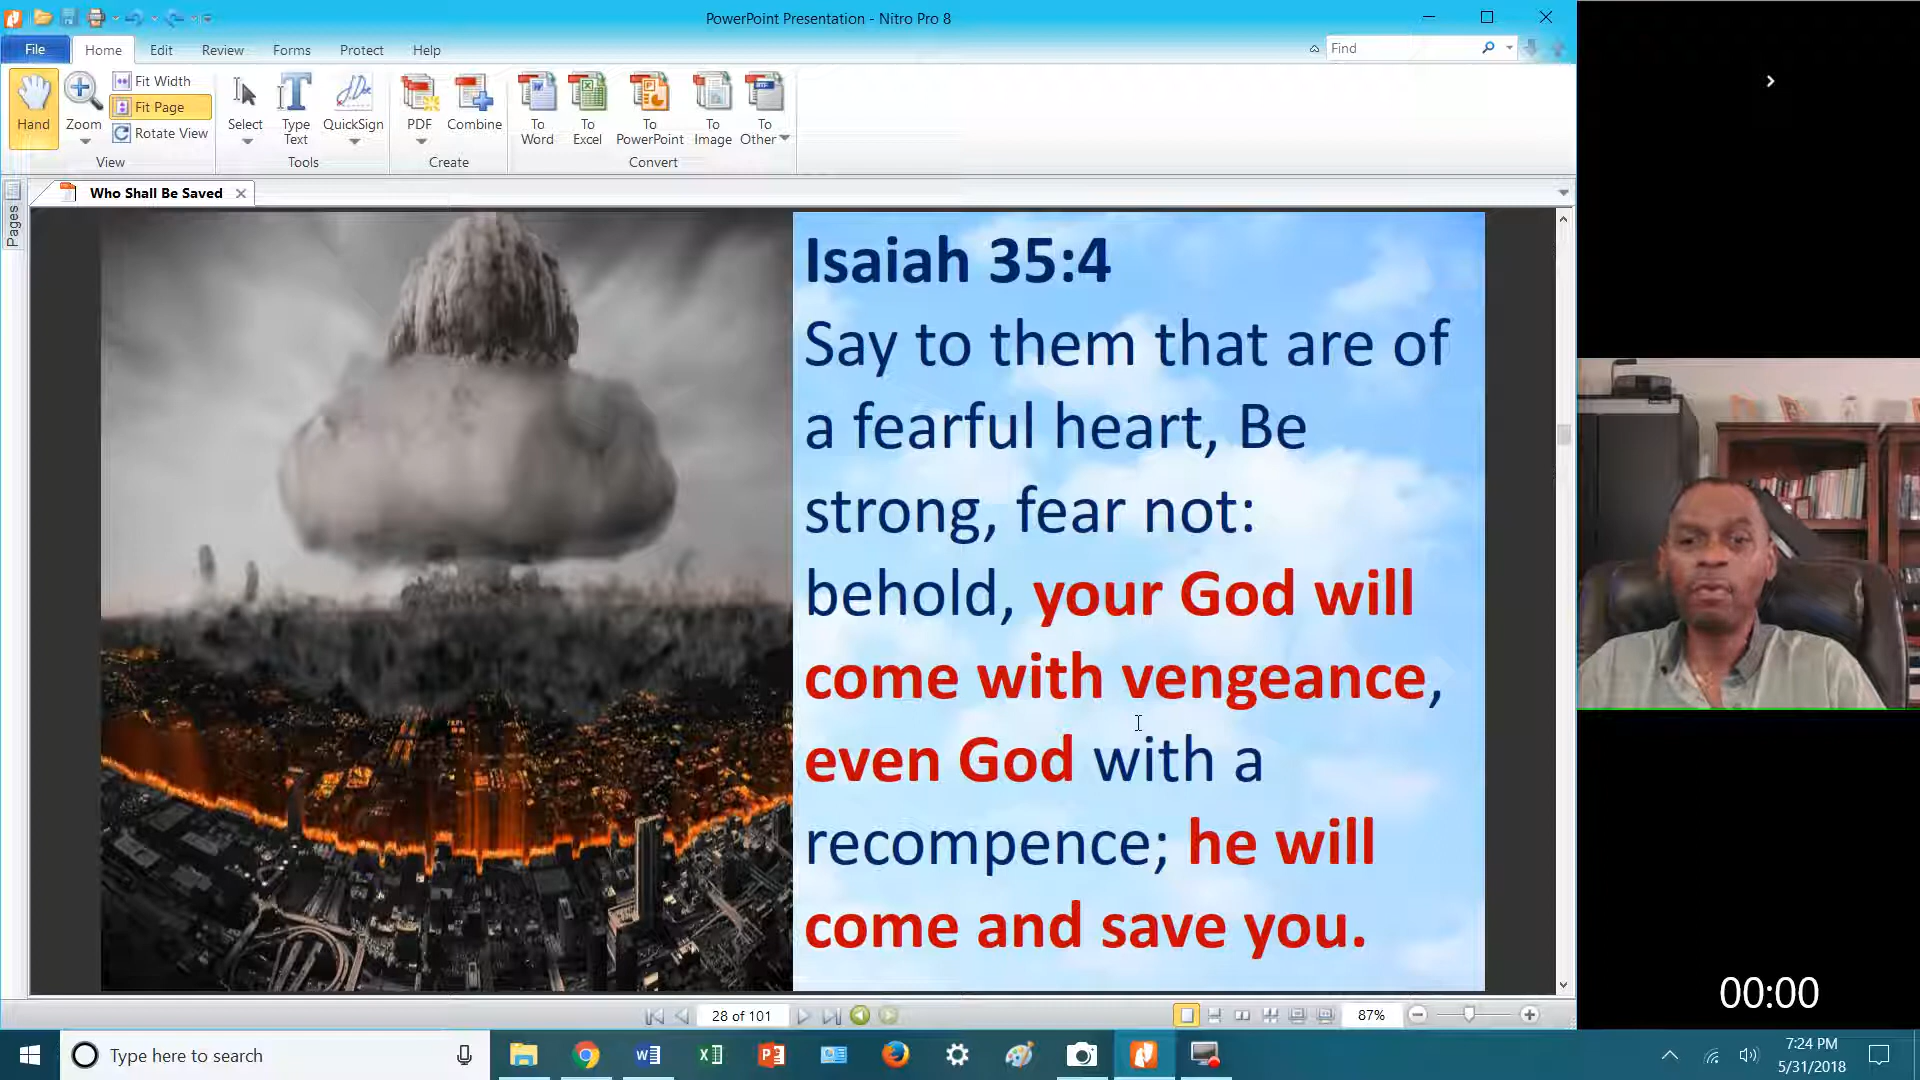 PowerPoint Presentation - Nitro Pro 8
File Home Edit Review Forms Protect Help
Find
Hand
Zoom
Fit Width
Fit Page
Rotate View
View
Select
Type Text
QuickSign
Tools
PDF
Combine
Create
To Word
To Excel
To PowerPoint
To Image
To Other
Convert
Pages
Who Shall Be Saved
Isaiah 35:4
Say to them that are of
a fearful heart, Be
strong, fear not:
behold, your God will
come with vengeance,
even God with a
recompence; he will
come and save you.
00:00
28 of 101
87%
Type here to search
7:24 PM
5/31/2018